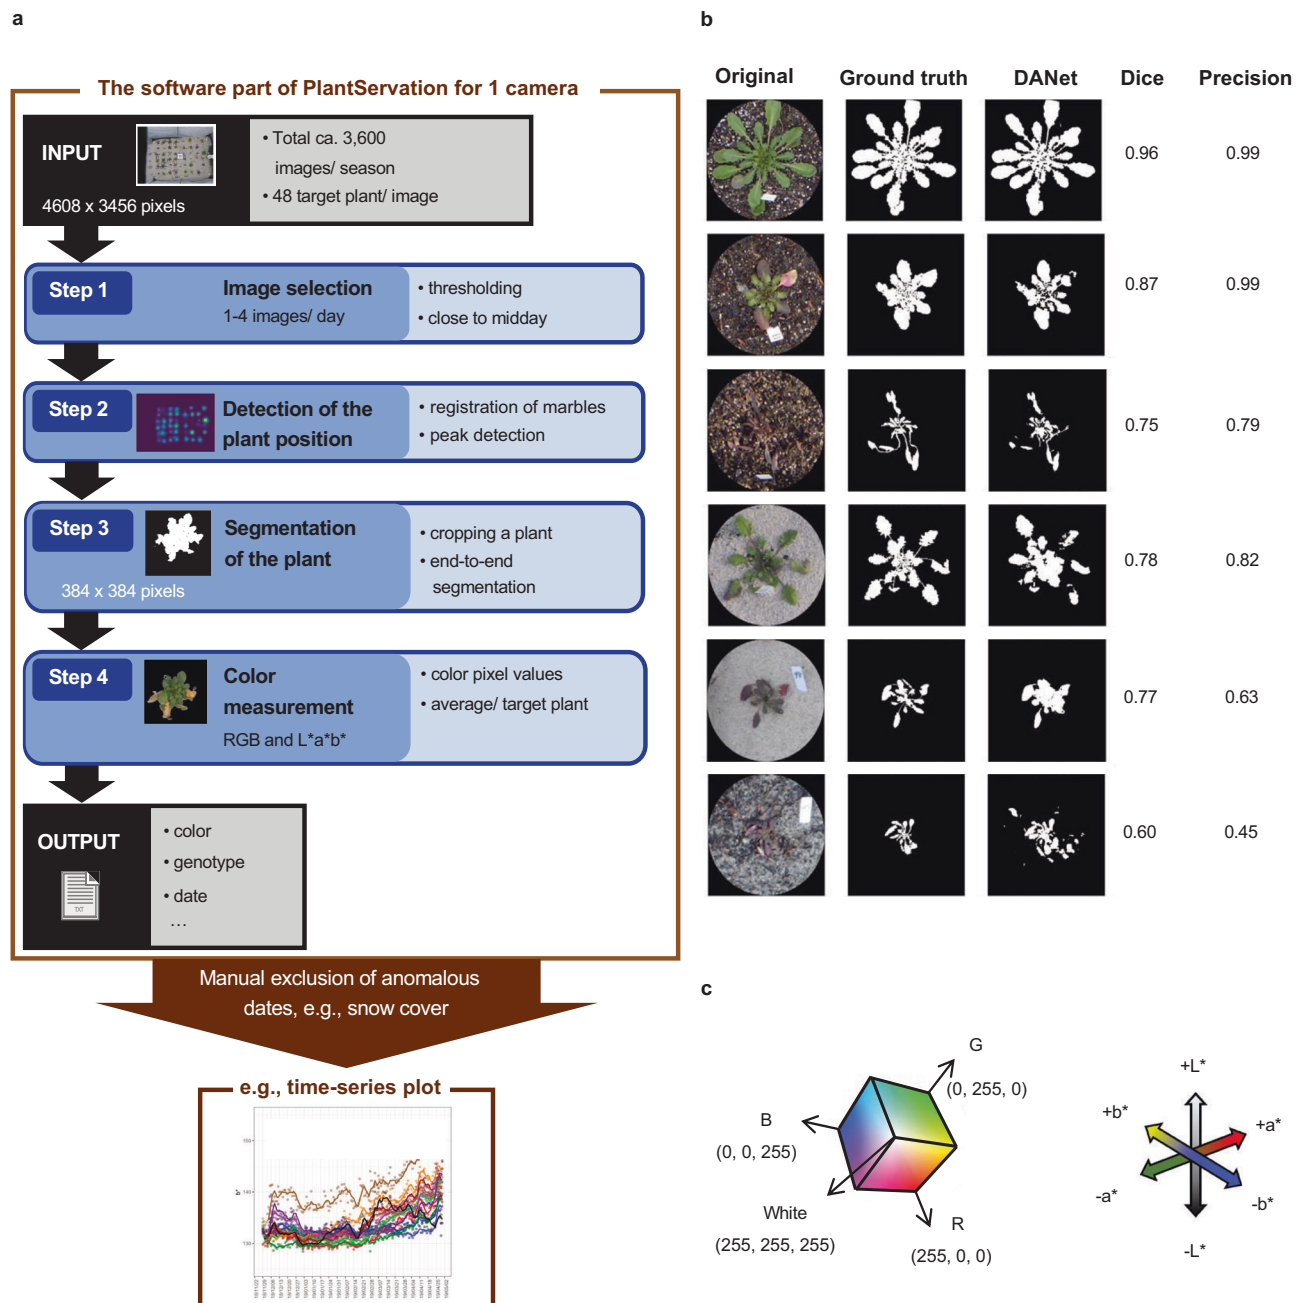 a
The software part of PlantServation for 1 camera
INPUT
4608 x 3456 pixels
• Total ca. 3,600
images/ season
• 48 target plant/ image
Step 1
Image selection
1-4 images/ day
• thresholding
• close to midday
Step 2
Detection of the
plant position
• registration of marbles
• peak detection
Step 3
Segmentation
of the plant
384 x 384 pixels
• cropping a plant
• end-to-end
segmentation
Step 4
Color
measurement
RGB and L*a*b*
• color pixel values
• average/ target plant
OUTPUT
TXT
• color
• genotype
• date
...
Manual exclusion of anomalous
dates, e.g., snow cover
e.g., time-series plot
150
140
130
b*
b
Original Ground truth DANet Dice Precision
0.96 0.99
0.87 0.99
0.75 0.79
0.78 0.82
0.77 0.63
0.60 0.45
c
G
(0, 255, 0)
B
(0, 0, 255)
White
(255, 255, 255)
R
(255, 0, 0)
+L*
+b*
+a*
-a*
-b*
-L*